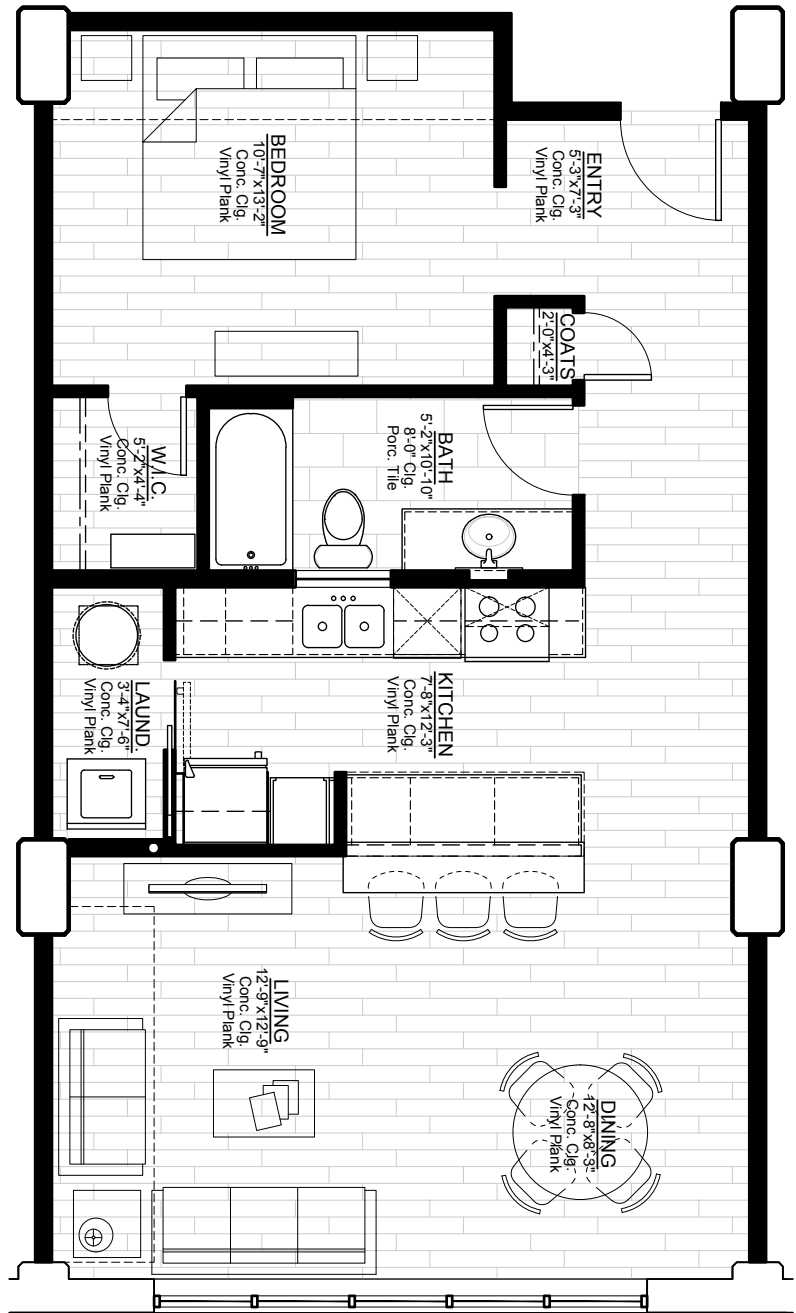 BEDROOM
10'-7"x13'-2"
Conc. Clg.
Vinyl Plank
ENTRY
5'-3"x7'-3"
Conc. Clg.
Vinyl Plank
COATS
2'-0"x4'-3"
W.I.C.
5'-2"x4'-4"
Conc. Clg.
Vinyl Plank
BATH
5'-2"x10'-10"
8'-0" Clg.
Porc. Tile
LAUND.
3'-4"x7'-6"
Conc. Clg.
Vinyl Plank
KITCHEN
7'-8"x12'-3"
Conc. Clg.
Vinyl Plank
LIVING
12'-9"x12'-9"
Conc. Clg.
Vinyl Plank
DINING
12'-8"x8'-3"
Conc. Clg.
Vinyl Plank